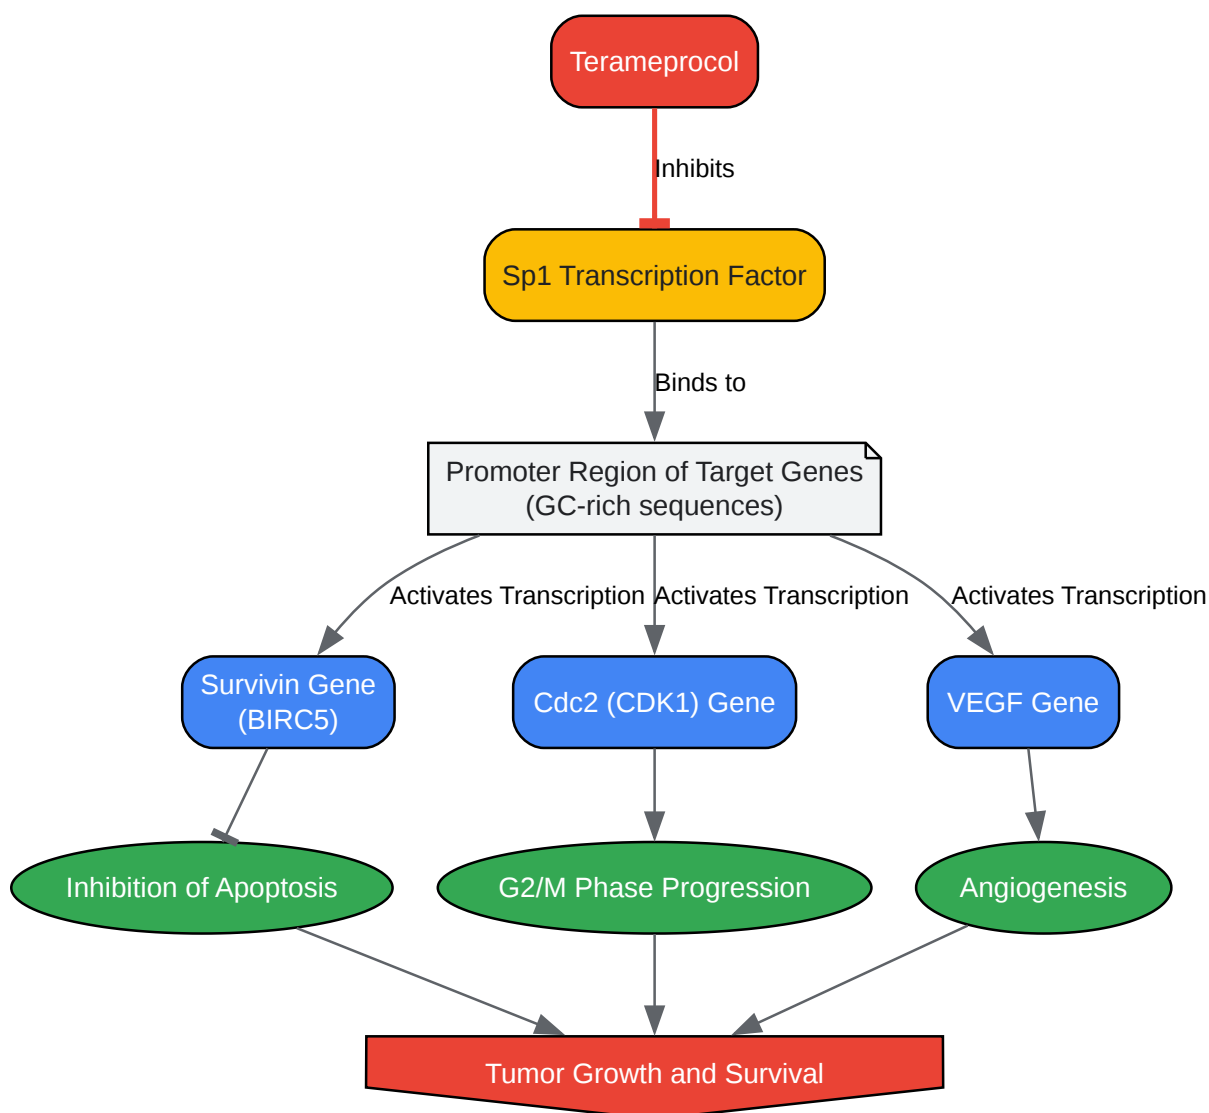 Terameprocol
Inhibits
Sp1 Transcription Factor
Binds to
Promoter Region of Target Genes
(GC-rich sequences)
Activates Transcription
Activates Transcription
Activates Transcription
Survivin Gene
(BIRC5)
Cdc2 (CDK1) Gene
VEGF Gene
Inhibition of Apoptosis
G2/M Phase Progression
Angiogenesis
Tumor Growth and Survival